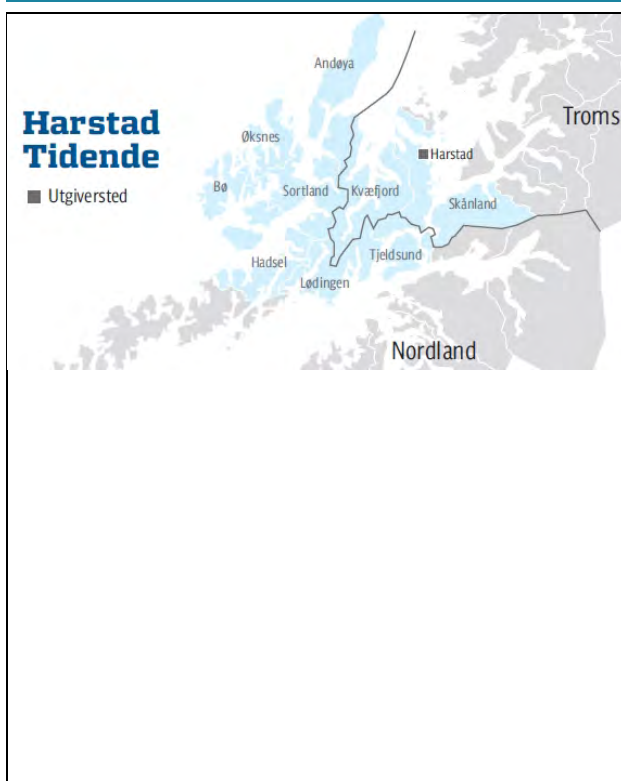 Harstad
Tidende
Utgiversted
Andøya
Troms
Øksnes
Harstad
Bø
Sortland
Kvæfjord
Skånland
Hadsel
Tjeldsund
Lødingen
Nordland